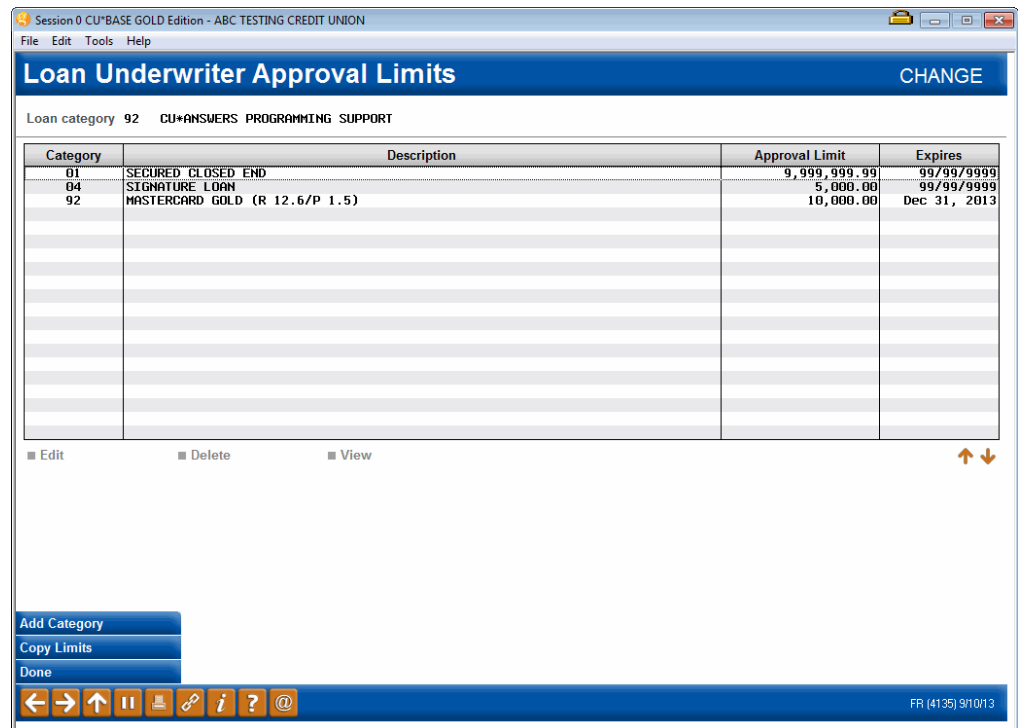 Session 0 CU*BASE GOLD Edition - ABC TESTING CREDIT UNION
File Edit Tools Help
Loan Underwriter Approval Limits CHANGE
Loan category 92 CU*ANSWERS PROGRAMMING SUPPORT
Category Description Approval Limit Expires
01 SECURED CLOSED END 9,999,999.99 99/99/9999
04 SIGNATURE LOAN 5,000.00 99/99/9999
92 MASTERCARD GOLD (R 12.6/P 1.5) 10,000.00 Dec 31, 2013
Edit Delete View
Add Category
Copy Limits
Done
i ? @ FR (4135) 9/10/13